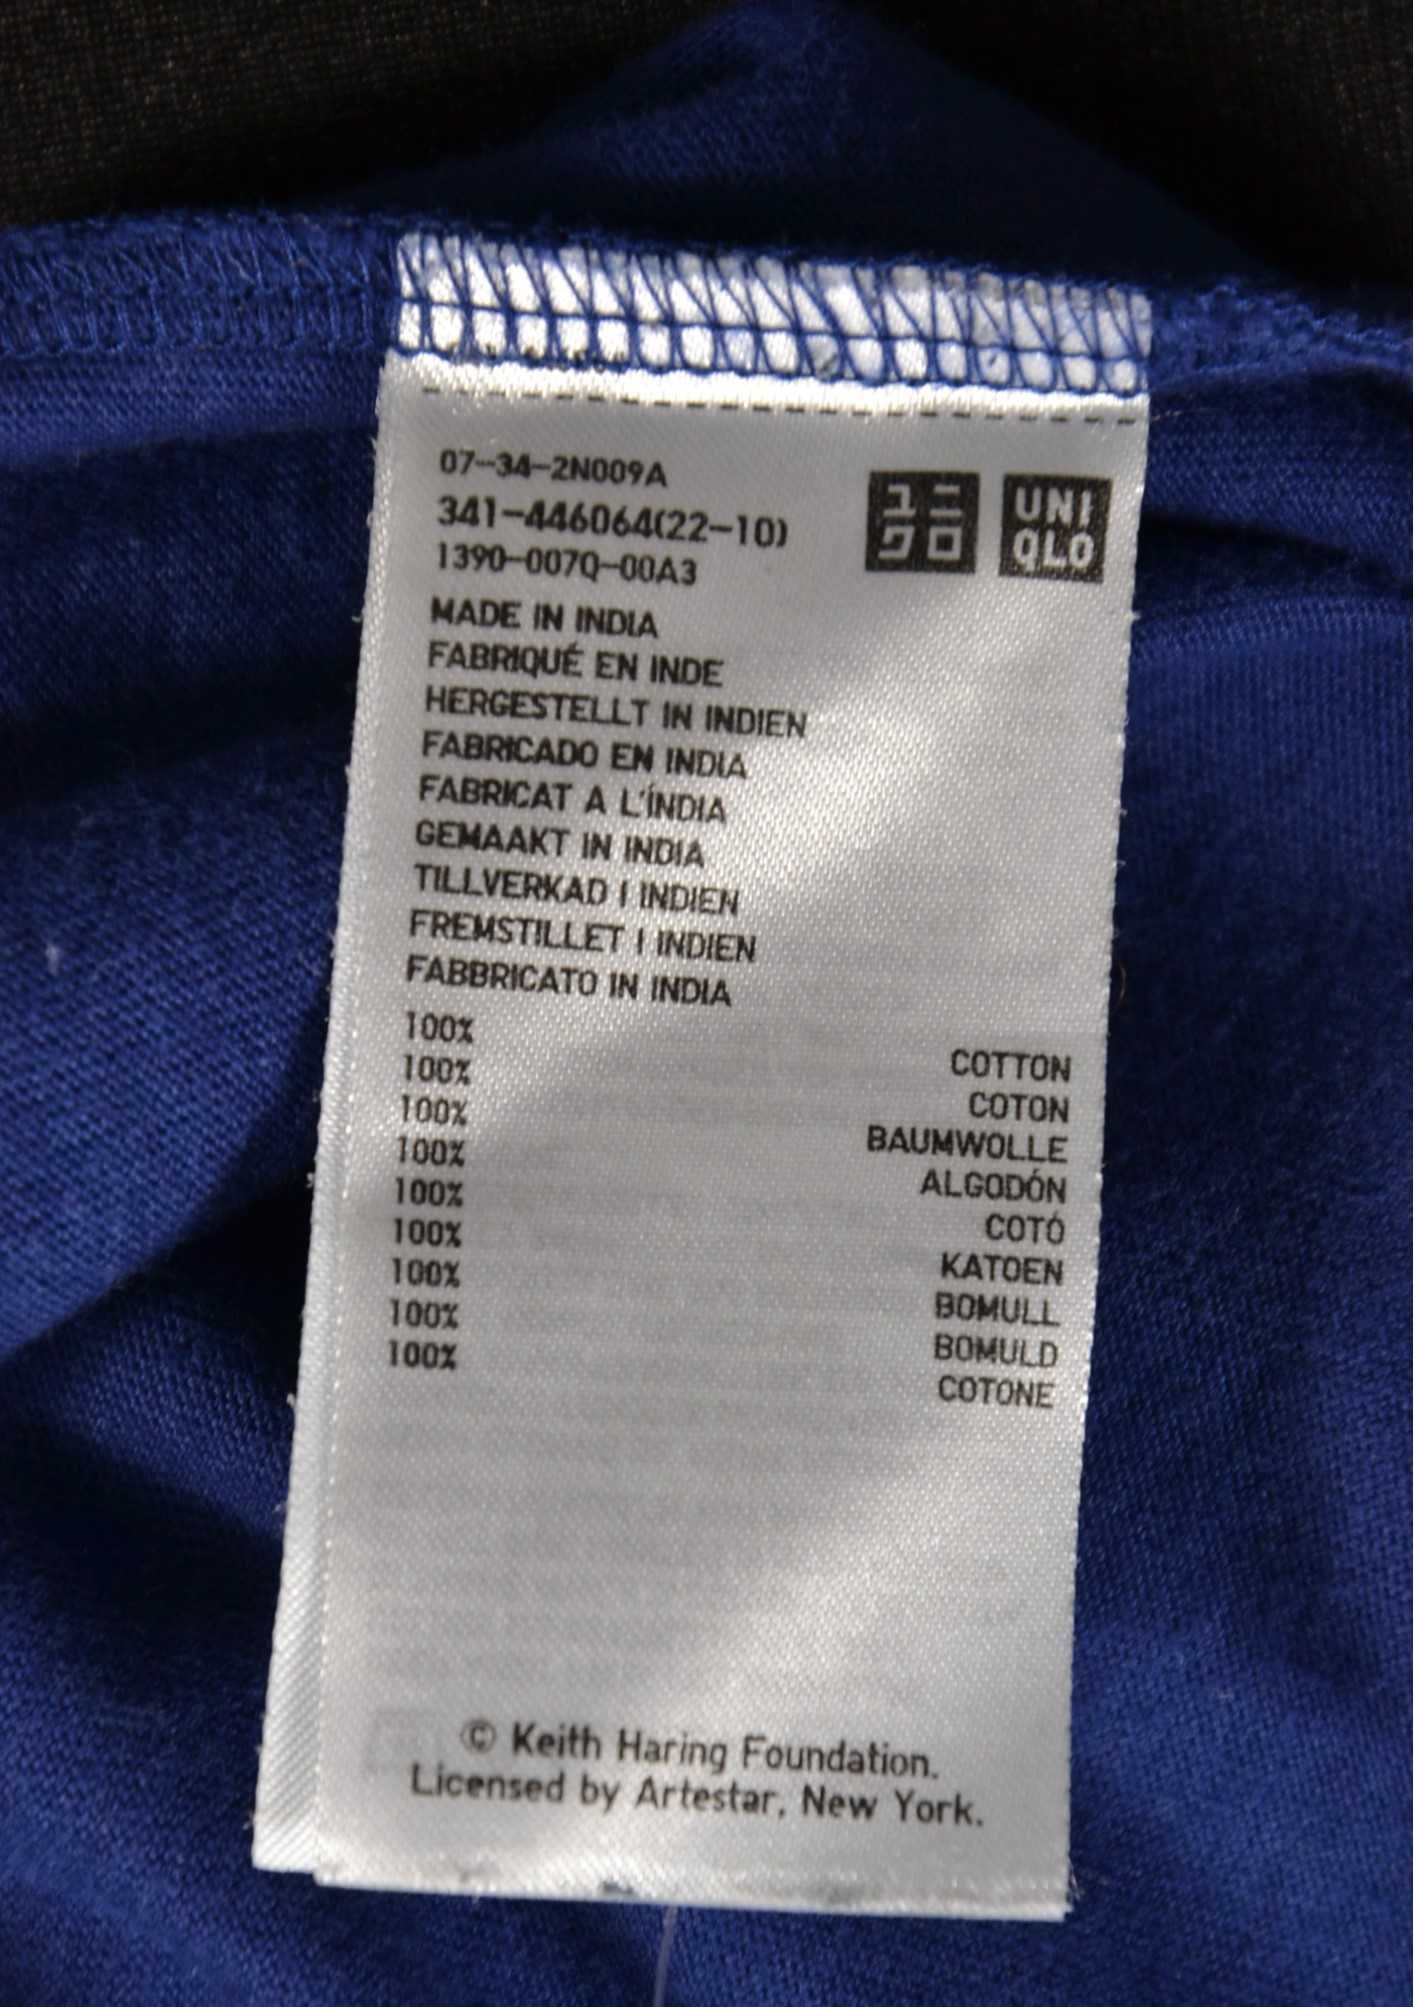 07-34-2N009A
341-446064(22-10)
1390-007Q-00A3
ユニ
クロ
UNI
QLO
MADE IN INDIA
FABRIQUÉ EN INDE
HERGESTELLT IN INDIEN
FABRICADO EN INDIA
FABRICAT A L'ÍNDIA
GEMAAKT IN INDIA
TILLVERKAD I INDIEN
FREMSTILLET I INDIEN
FABBRICATO IN INDIA
100% COTTON
100% COTON
100% BAUMWOLLE
100% ALGODÓN
100% COTÓ
100% KATOEN
100% BOMULL
100% BOMULD
100% COTONE
© Keith Haring Foundation.
Licensed by Artestar, New York.